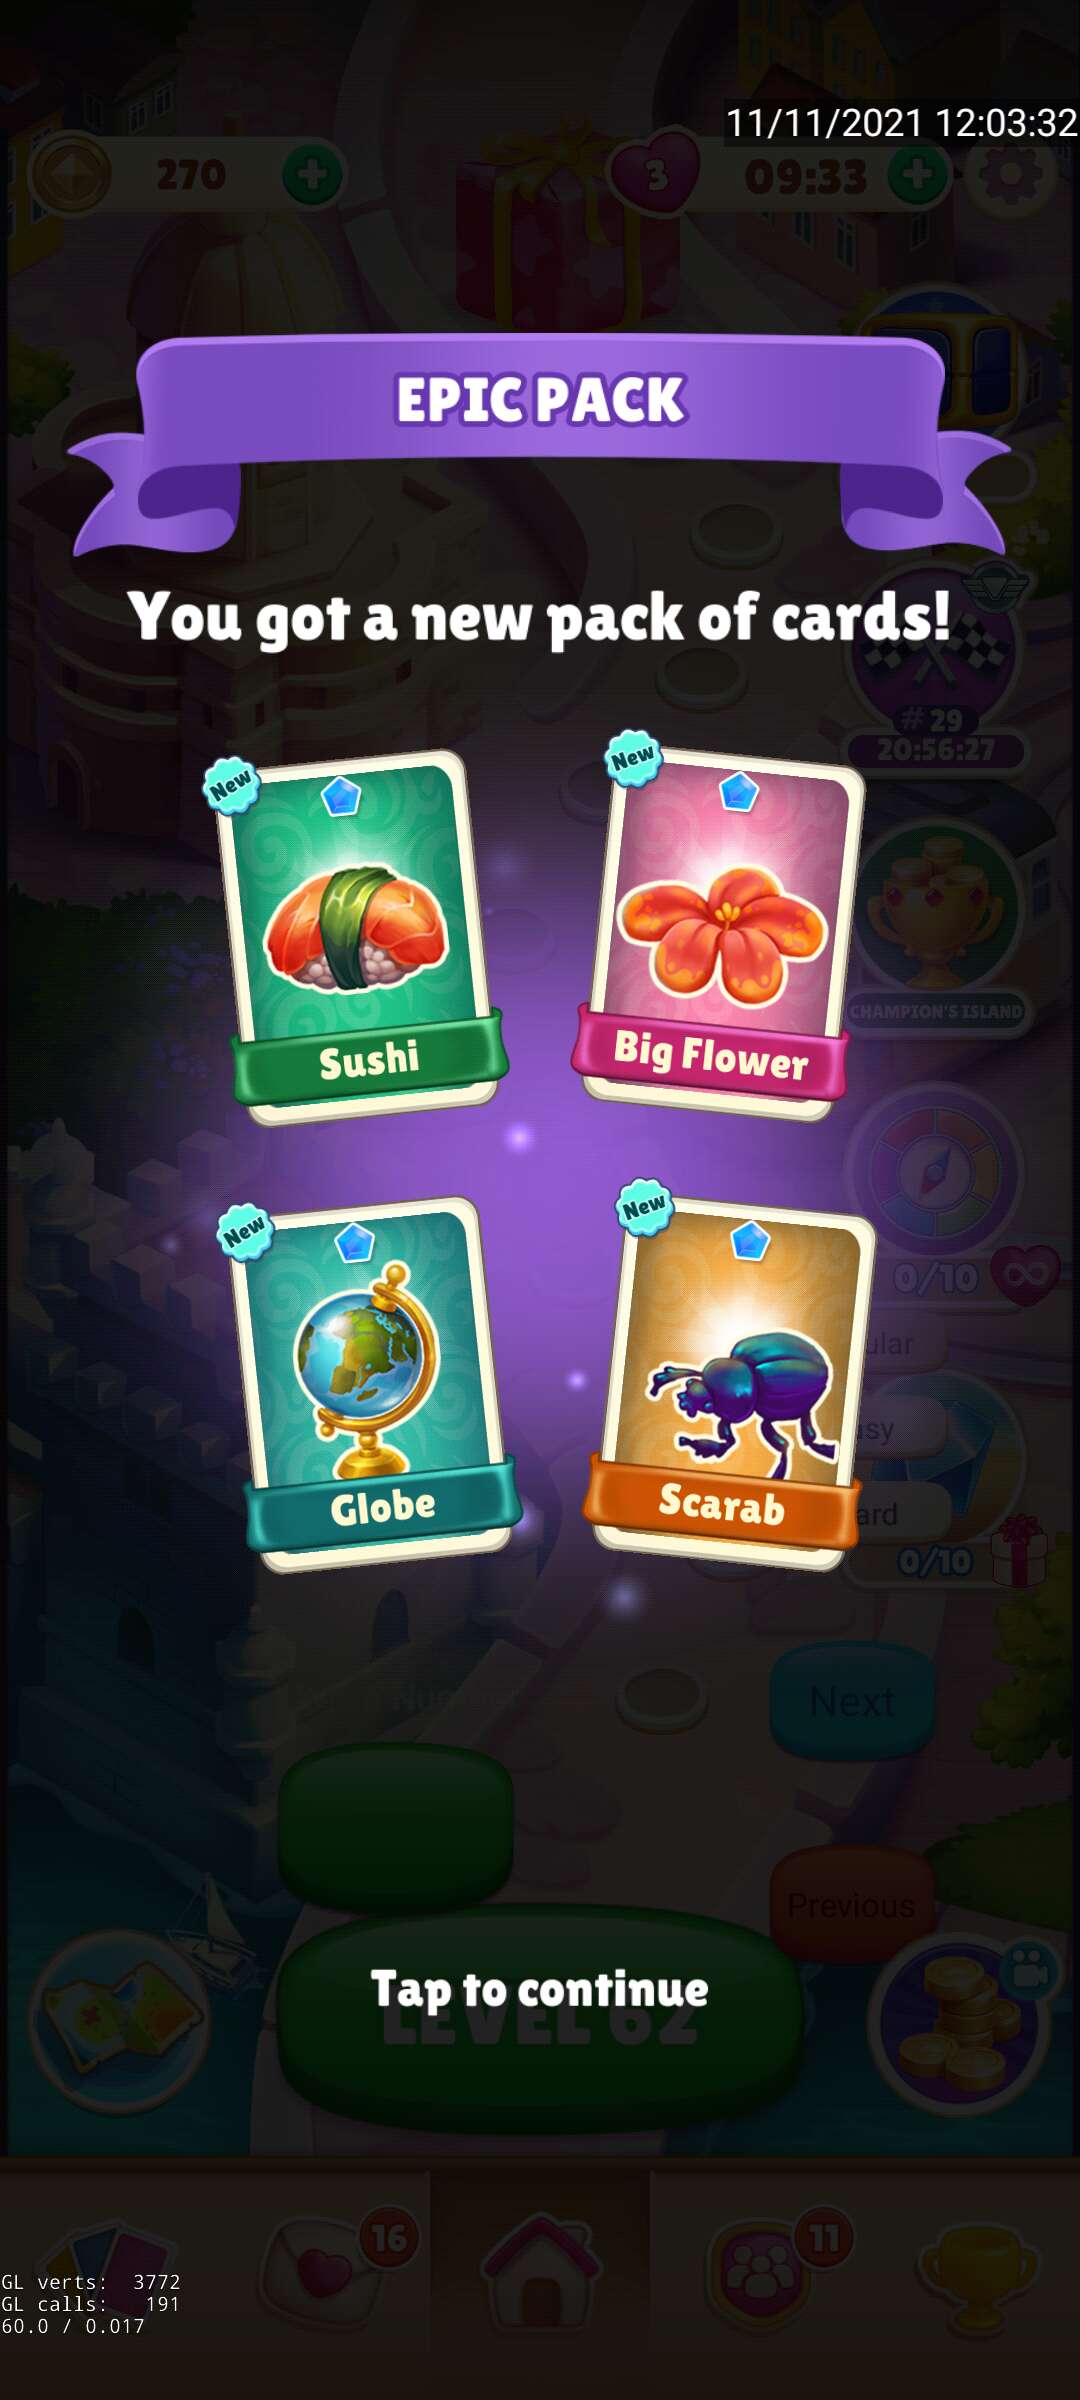 11/11/2021 12:03:32
270
3
09:33
EPIC PACK
You got a new pack of cards!
# 29
20:56:27
New
New
Sushi
Big Flower
CHAMPION'S ISLAND
New
New
0/10
ular
asy
ard
Globe
Scarab
0/10
Next
Previous
Tap to continue
LEVEL 62
16
11
GL verts: 3772
GL calls: 191
60.0 / 0.017